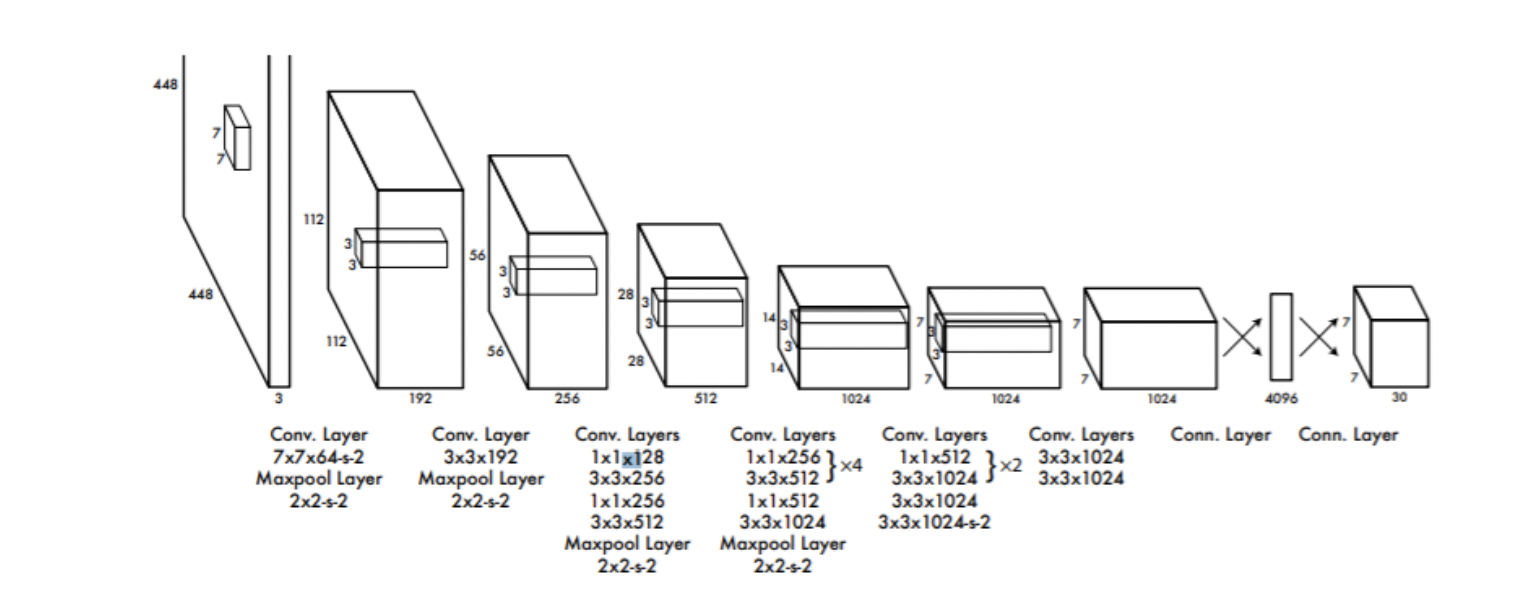 448
7
7
448
3
112
3
3
112
192
56
3
3
56
256
28
3
3
28
512
14
3
3
14
1024
7
3
3
7
1024
7
7
1024
4096
7
7
30
Conv. Layer
7x7x64-s-2
Maxpool Layer
2x2-s-2
Conv. Layer
3x3x192
Maxpool Layer
2x2-s-2
Conv. Layers
1x1x128
3x3x256
1x1x256
3x3x512
Maxpool Layer
2x2-s-2
Conv. Layers
1x1x256
3x3x512 } ×4
1x1x512
3x3x1024
Maxpool Layer
2x2-s-2
Conv. Layers
1x1x512
3x3x1024 } ×2
3x3x1024
3x3x1024-s-2
Conv. Layers
3x3x1024
3x3x1024
Conn. Layer
Conn. Layer